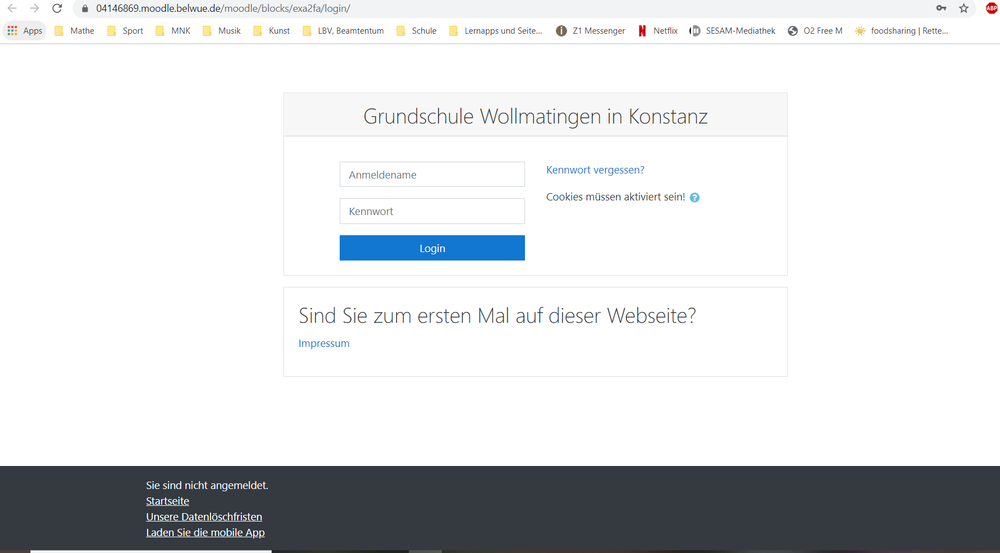 04146869.moodle.belwue.de/moodle/blocks/exa2fa/login/
ABP
Apps Mathe Sport MNK Musik Kunst LBV, Beamtentum Schule Lernapps und Seite... Z1 Messenger Netflix SESAM-Mediathek O2 Free M foodsharing | Rette...
Grundschule Wollmatingen in Konstanz
Anmeldename
Kennwort
Login
Kennwort vergessen?
Cookies müssen aktiviert sein! ?
Sind Sie zum ersten Mal auf dieser Webseite?
Impressum
Sie sind nicht angemeldet.
Startseite
Unsere Datenlöschfristen
Laden Sie die mobile App